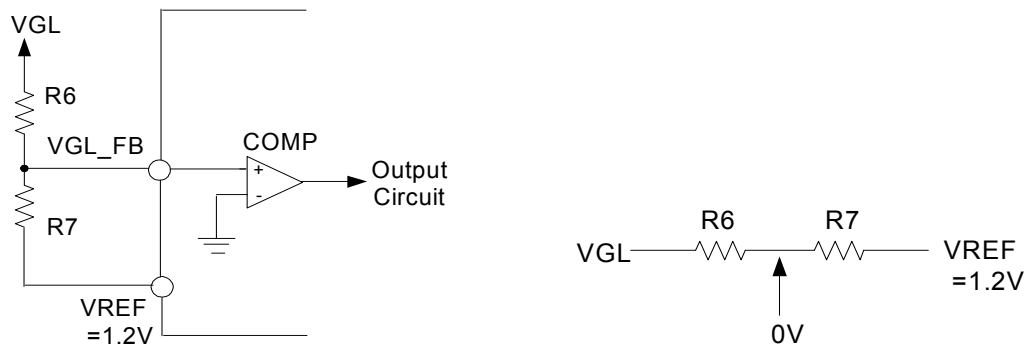 VGL
R6
VGL_FB
COMP
+
-
Output
Circuit
R7
VREF
=1.2V
R6
R7
VGL
VREF
=1.2V
0V